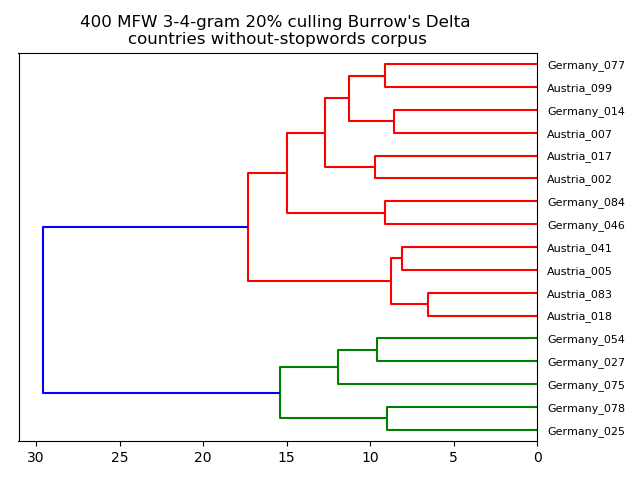 400 MFW 3-4-gram 20% culling Burrow's Delta
countries without-stopwords corpus
Germany_077
Austria_099
Germany_014
Austria_007
Austria_017
Austria_002
Germany_084
Germany_046
Austria_041
Austria_005
Austria_083
Austria_018
Germany_054
Germany_027
Germany_075
Germany_078
Germany_025
30 25 20 15 10 5 0